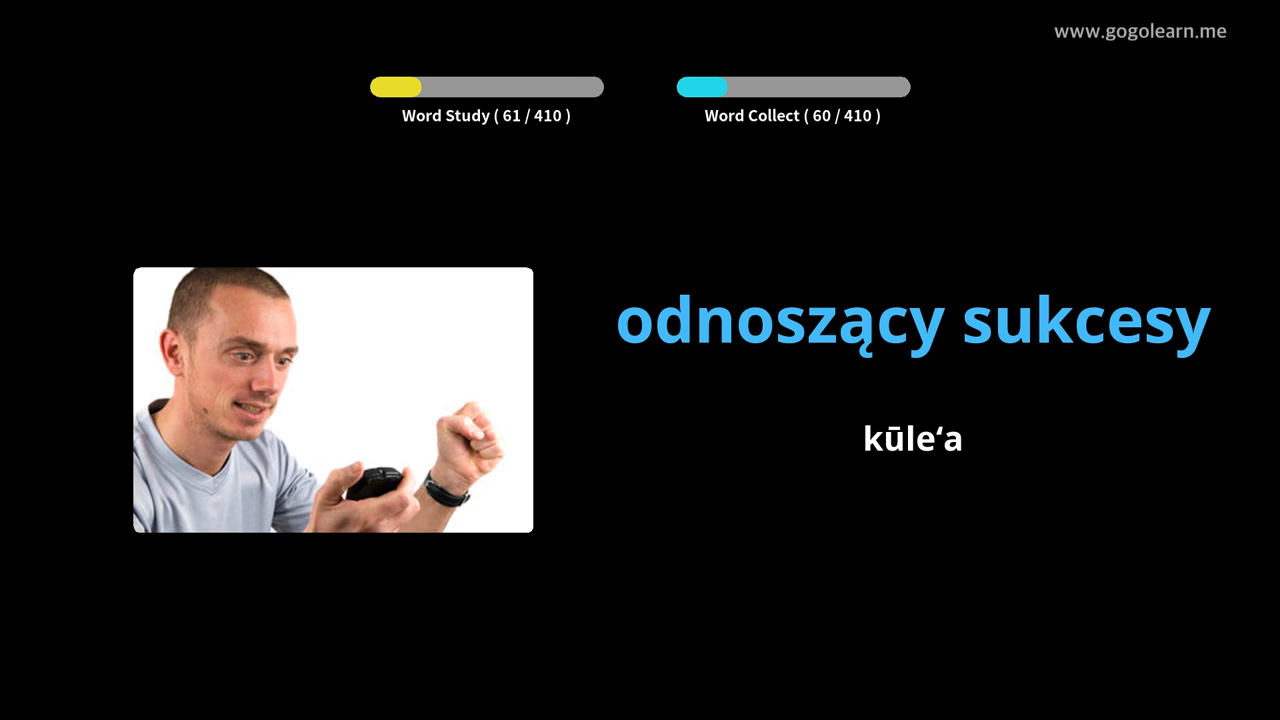 www.gogolearn.me
Word Study ( 61 / 410 )
Word Collect ( 60 / 410 )
odnoszący sukcesy
kūleʻa